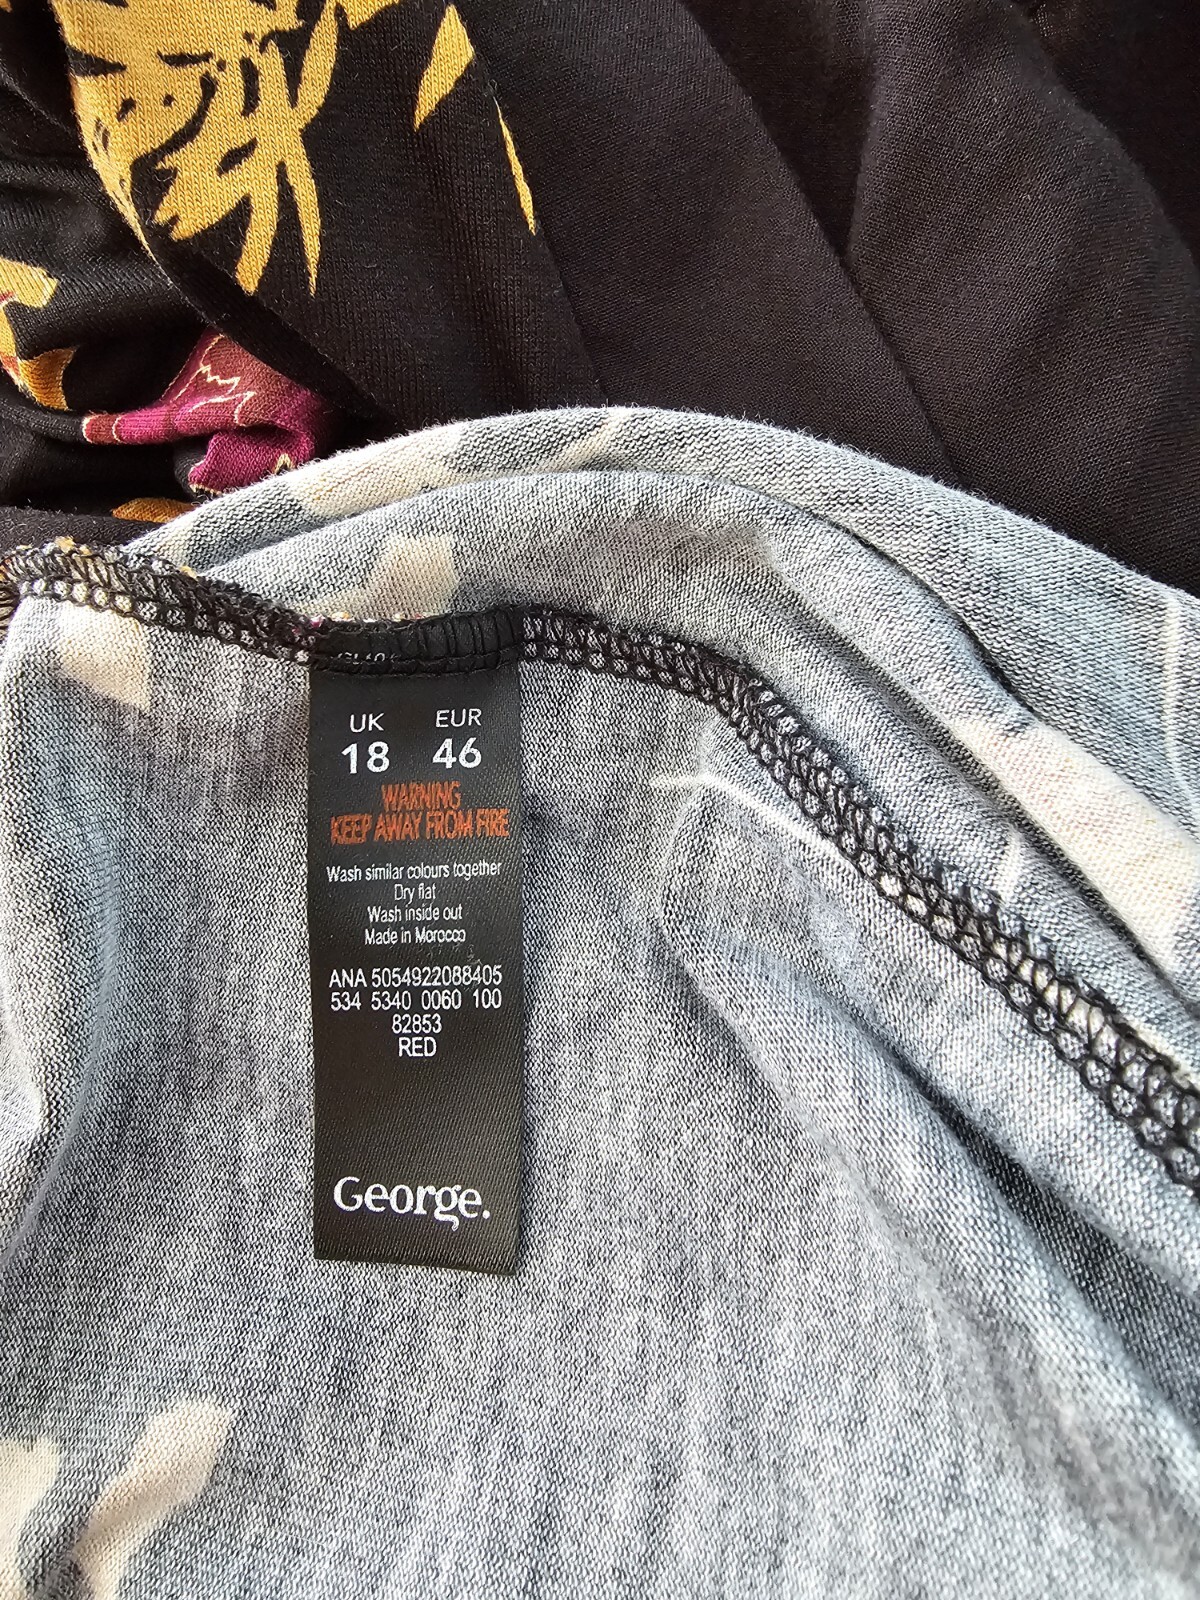 UK EUR
18 46
WARNING
KEEP AWAY FROM FIRE
Wash similar colours together
Dry flat
Wash inside out
Made in Morocco
ANA 5054922088405
534 5340 0060 100
82853
RED
George.